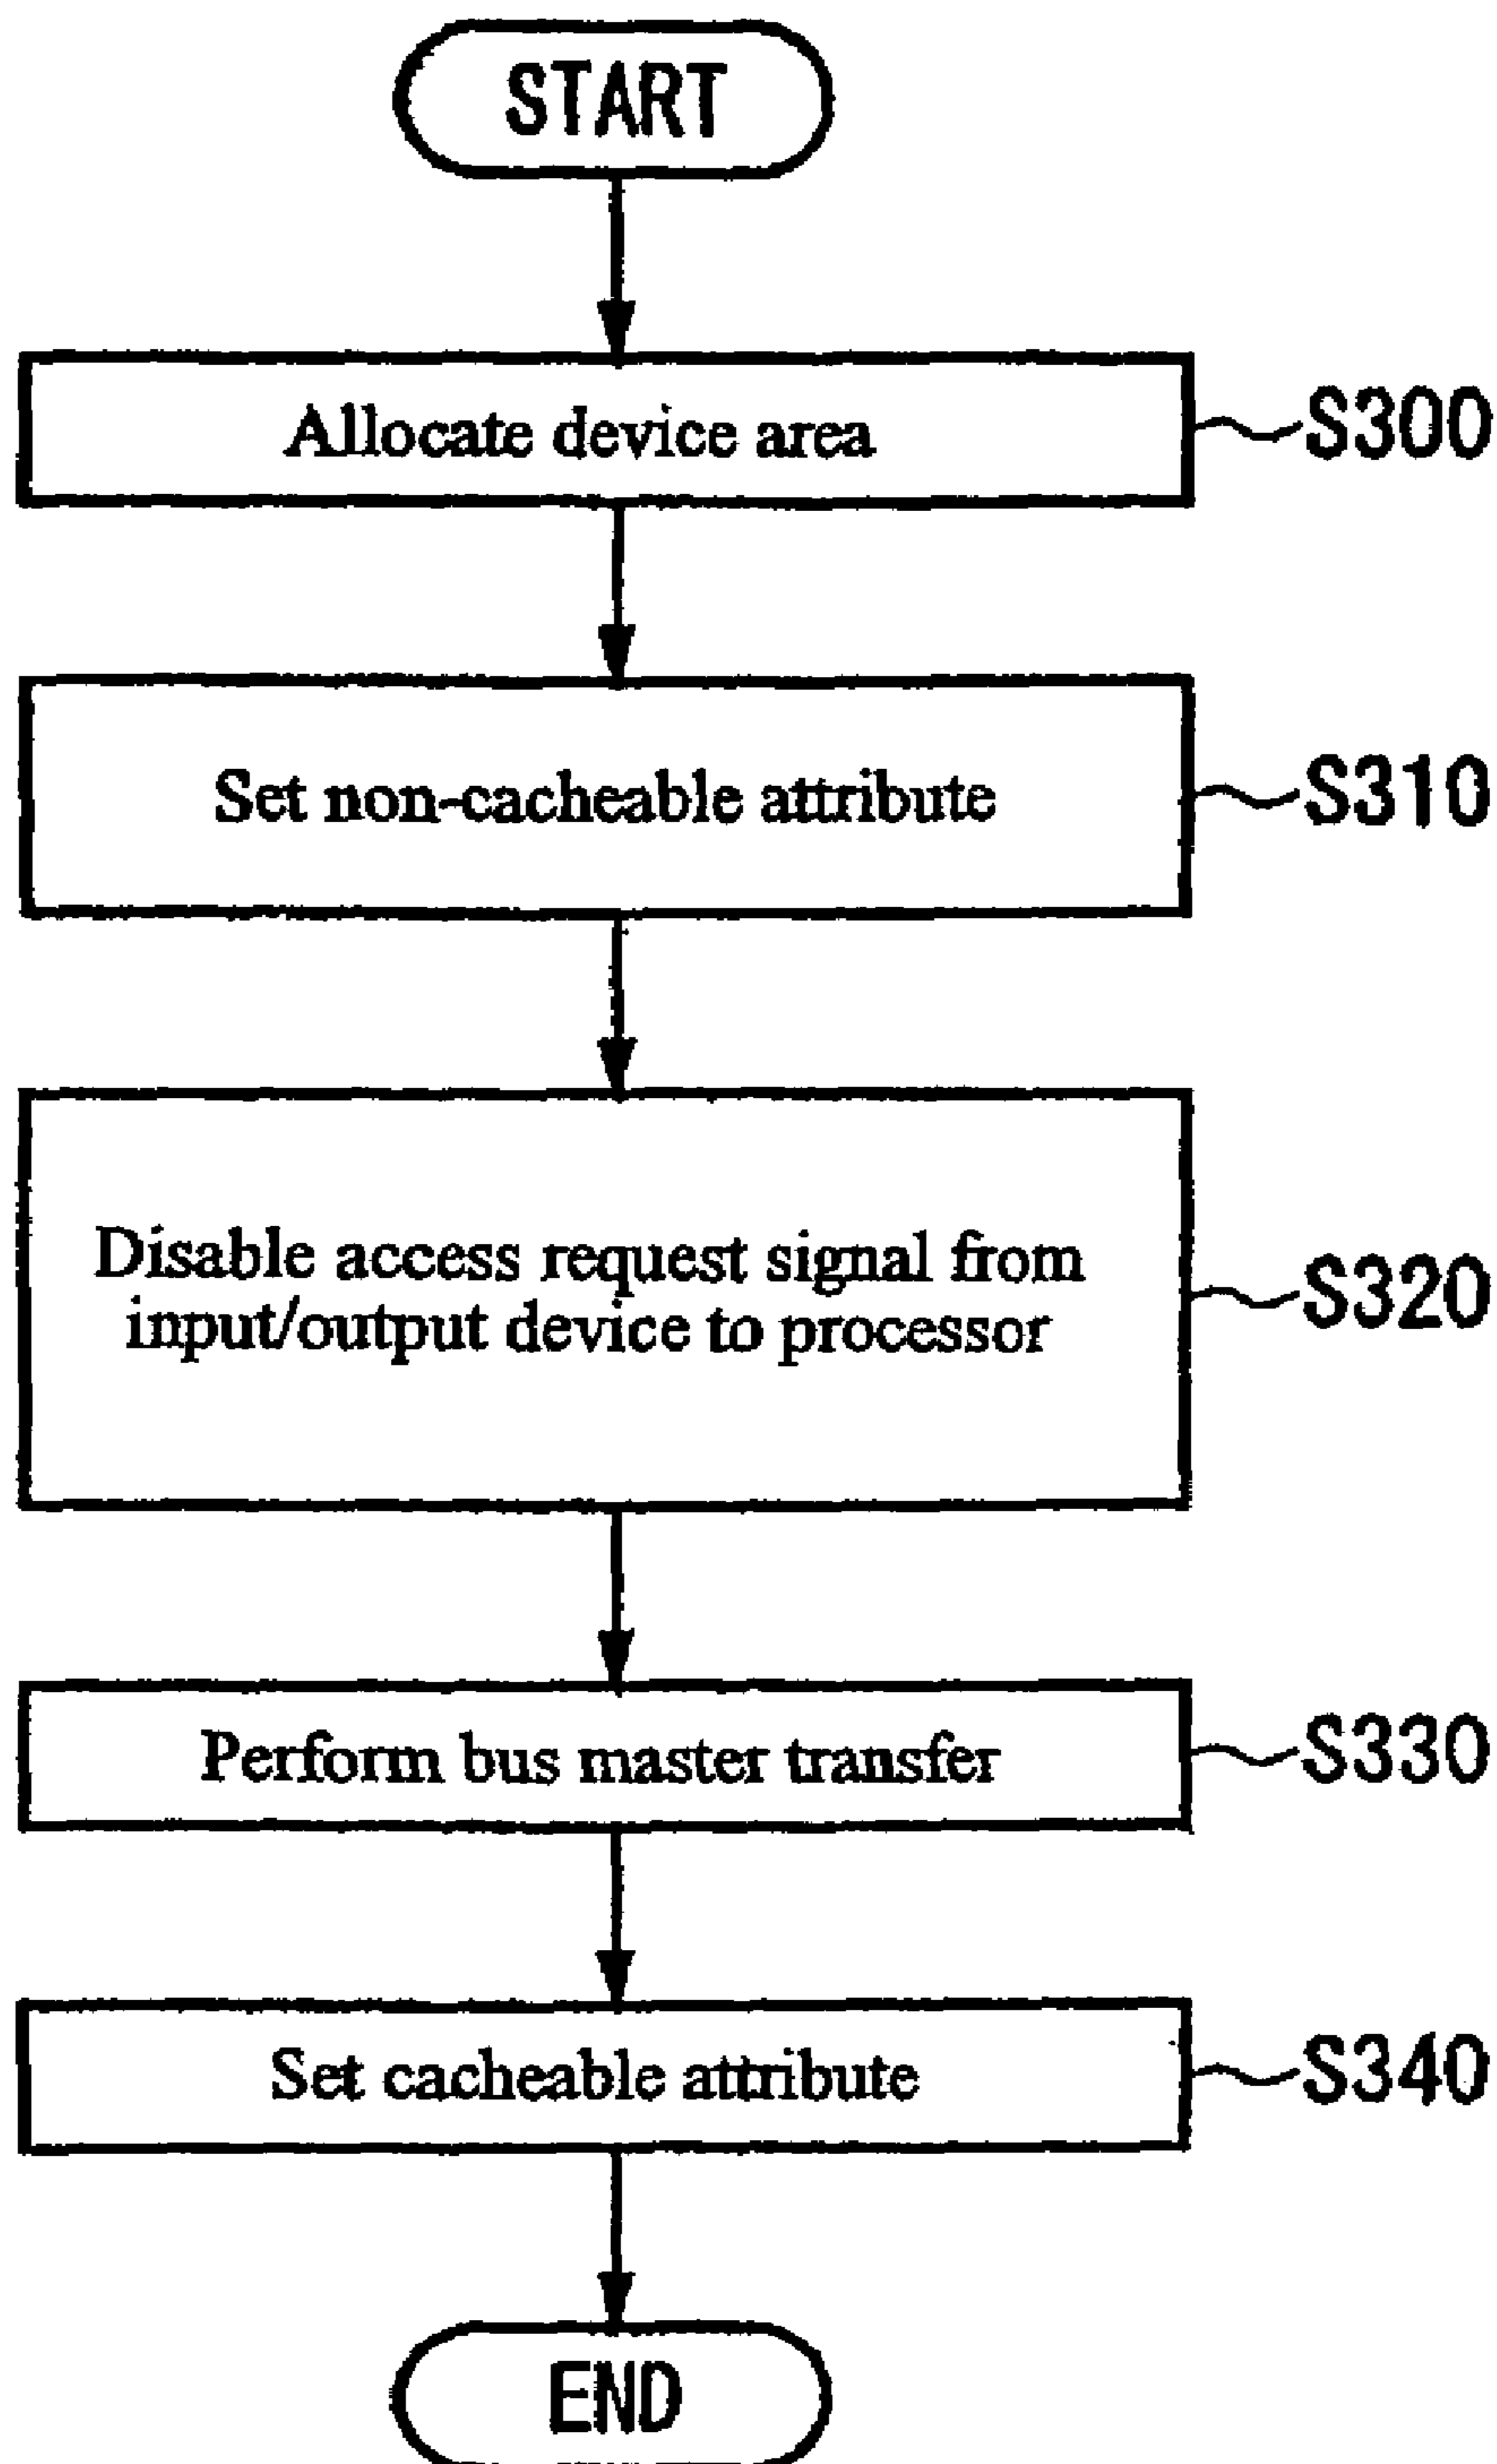 START
Allocate device area
S300
Set non-cacheable attribute
S310
Disable access request signal from
input/output device to processor
S320
Perform bus master transfer
S330
Set cacheable attribute
S340
END